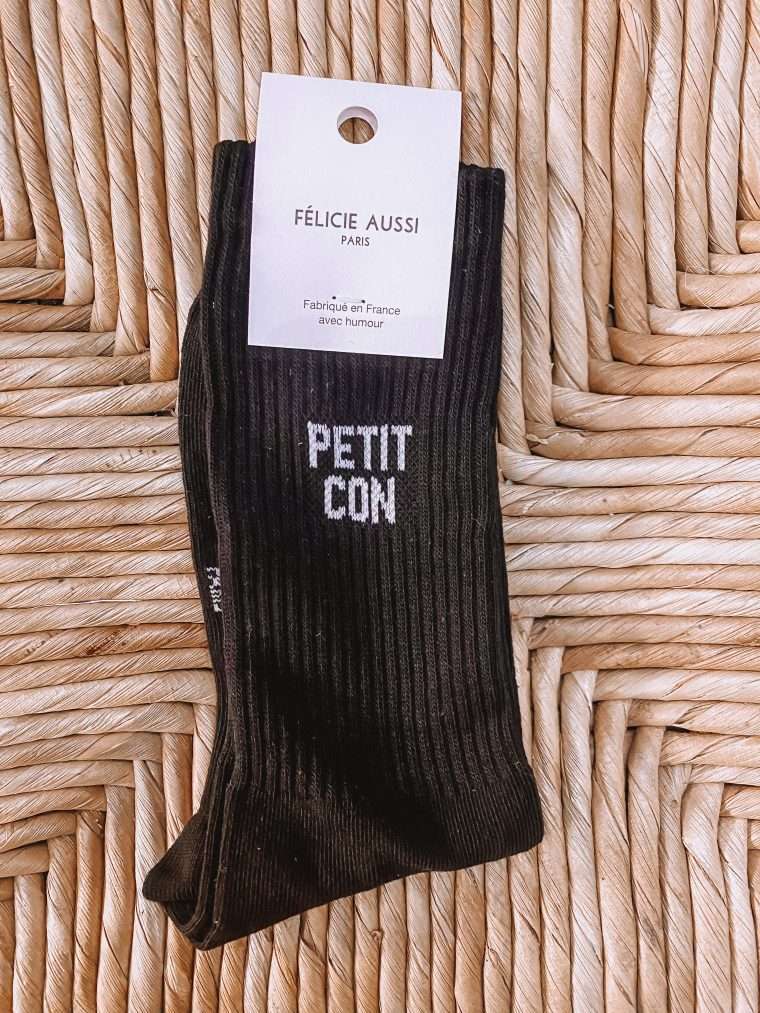 FÉLICIE AUSSI
PARIS
Fabriqué en France
avec humour
PETIT
CON